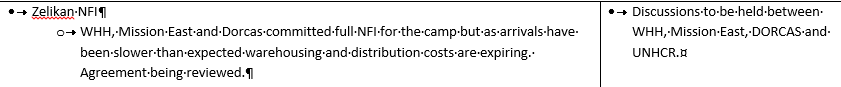 Zelikan NFI
WHH, Mission East and Dorcas committed full NFI for the camp but as arrivals have
been slower than expected warehousing and distribution costs are expiring.
Agreement being reviewed.
Discussions to be held between
WHH, Mission East, DORCAS and
UNHCR.